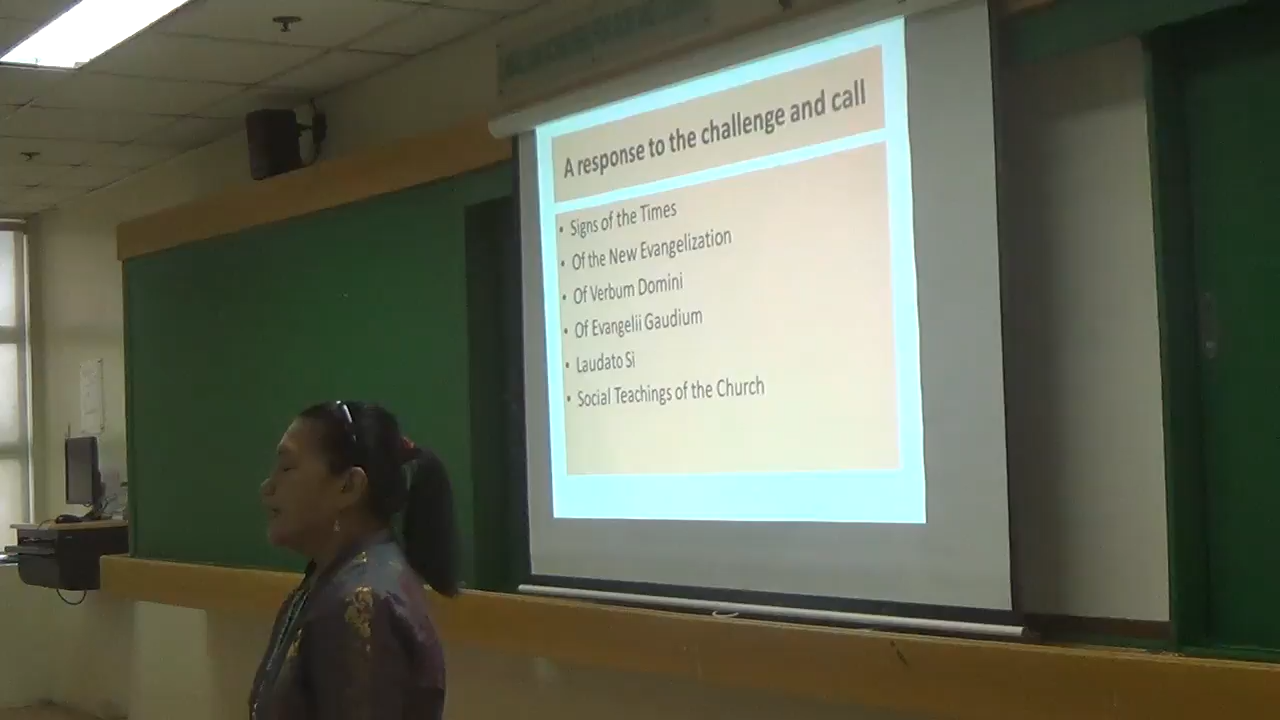 A response to the challenge and call
• Signs of the Times
• Of the New Evangelization
• Of Verbum Domini
• Of Evangelii Gaudium
• Laudato Si
• Social Teachings of the Church